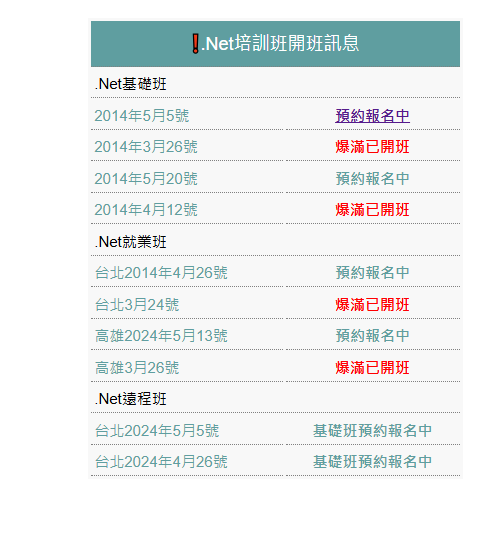 ❗.Net培訓班開班訊息
.Net基礎班
2014年5月5號 預約報名中
2014年3月26號 爆滿已開班
2014年5月20號 預約報名中
2014年4月12號 爆滿已開班
.Net就業班
台北2014年4月26號 預約報名中
台北3月24號 爆滿已開班
高雄2024年5月13號 預約報名中
高雄3月26號 爆滿已開班
.Net遠程班
台北2024年5月5號 基礎班預約報名中
台北2024年4月26號 基礎班預約報名中